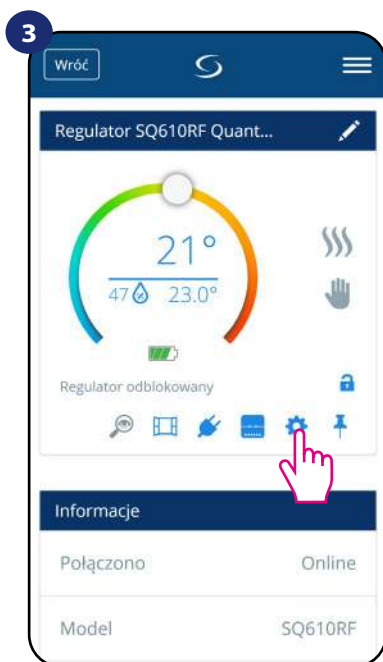 3
Wróć
Regulator SQ610RF Quant...
21°
47 23.0°
Regulator odblokowany
Informacje
Połączono Online
Model SQ610RF